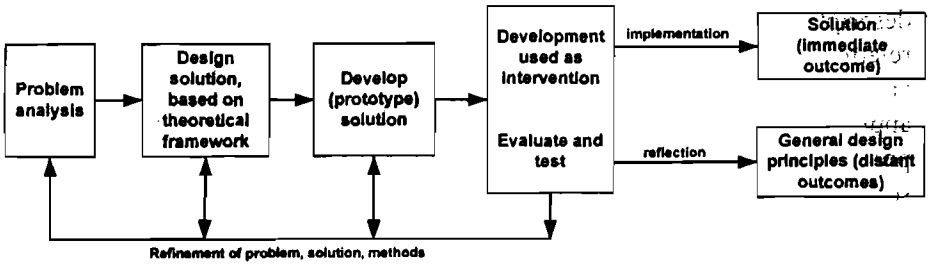 Problem
analysis
Design
solution,
based on
theoretical
framework
Develop
(prototype)
solution
Development
used as
intervention
Evaluate and
test
implementation
Solution
(immediate
outcome)
reflection
General design
principles (distant
outcomes)
Refinement of problem, solution, methods